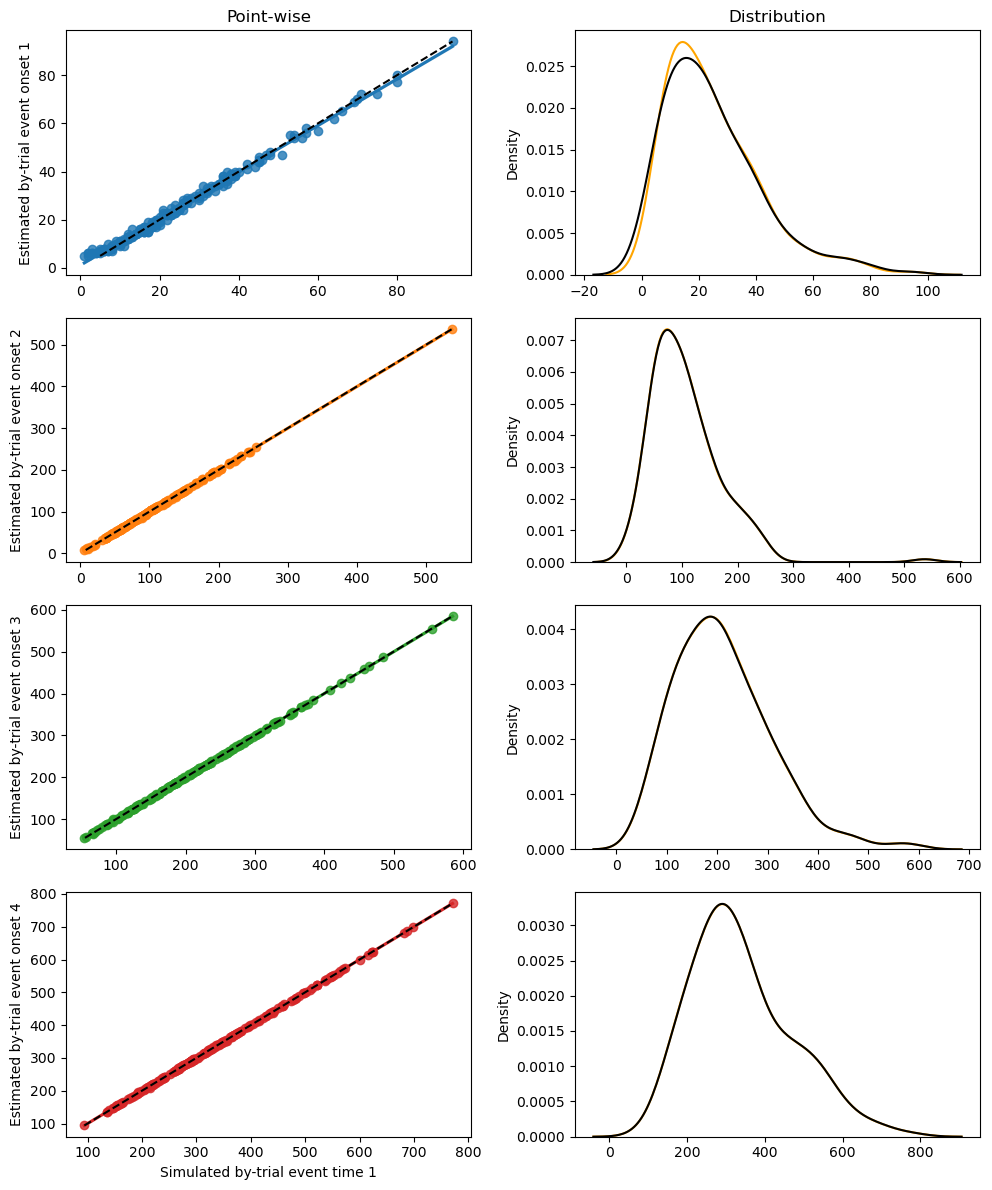 Point-wise
Distribution
Estimated by-trial event onset 1
80
60
40
20
0
0 20 40 60 80
Density
0.025
0.020
0.015
0.010
0.005
0.000
−20 0 20 40 60 80 100
Estimated by-trial event onset 2
500
400
300
200
100
0
0 100 200 300 400 500
Density
0.007
0.006
0.005
0.004
0.003
0.002
0.001
0.000
0 100 200 300 400 500 600
Estimated by-trial event onset 3
600
500
400
300
200
100
100 200 300 400 500 600
Density
0.004
0.003
0.002
0.001
0.000
0 100 200 300 400 500 600 700
Estimated by-trial event onset 4
800
700
600
500
400
300
200
100
100 200 300 400 500 600 700 800
Simulated by-trial event time 1
Density
0.0030
0.0025
0.0020
0.0015
0.0010
0.0005
0.0000
0 200 400 600 800